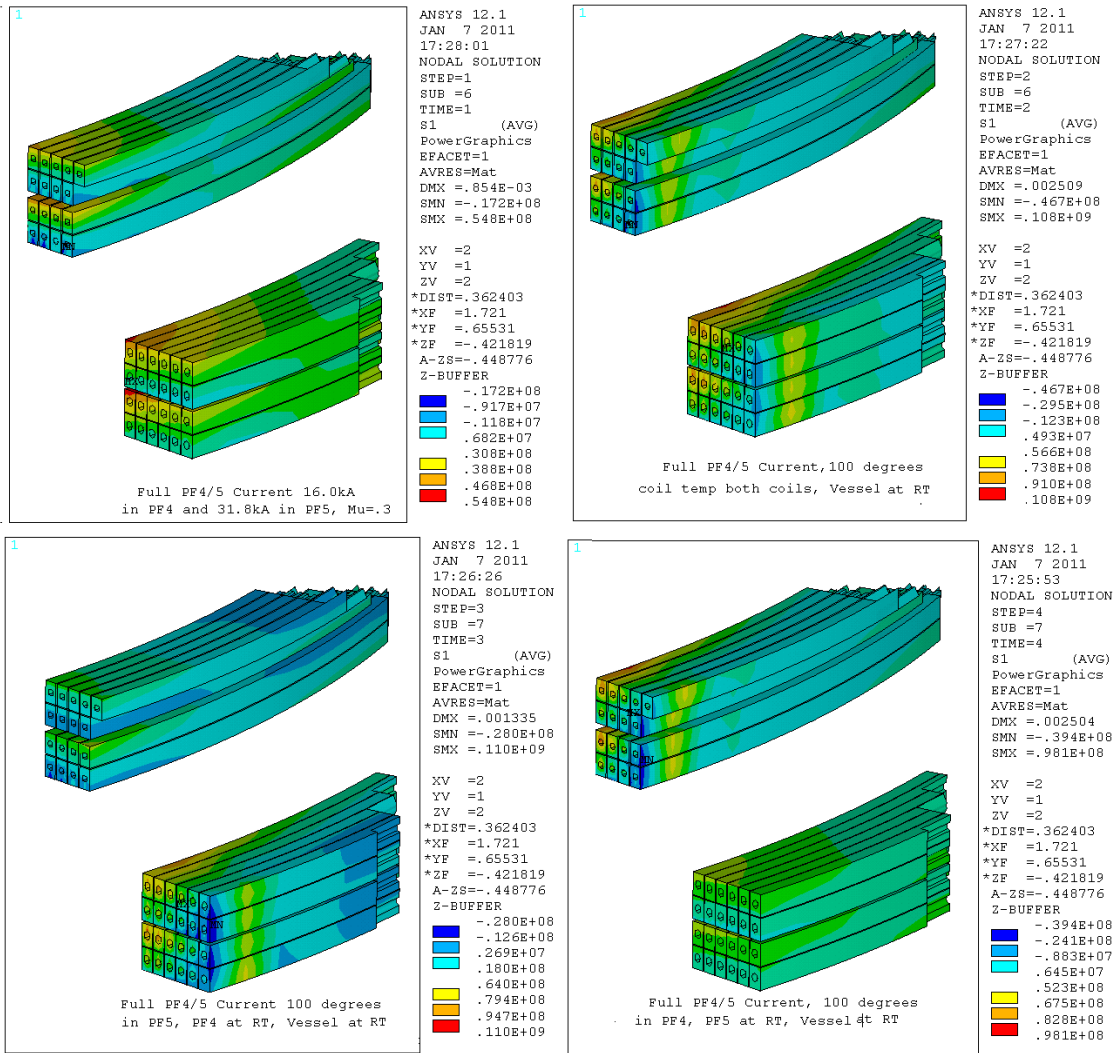 1
ANSYS 12.1
JAN 7 2011
17:28:01
NODAL SOLUTION
STEP=1
SUB =6
TIME=1
S1 (AVG)
PowerGraphics
EFACET=1
AVRES=Mat
DMX =.854E-03
SMN =-.172E+08
SMX =.548E+08
XV =2
YV =1
ZV =2
*DIST=.362403
*XF =1.721
*YF =.65531
*ZF =-.421819
A-ZS=-.448776
Z-BUFFER
-.172E+08
-.917E+07
-.118E+07
.682E+07
.308E+08
.388E+08
.468E+08
.548E+08
MN
MX
Full PF4/5 Current 16.0kA
in PF4 and 31.8kA in PF5, Mu=.3
1
ANSYS 12.1
JAN 7 2011
17:27:22
NODAL SOLUTION
STEP=2
SUB =6
TIME=2
S1 (AVG)
PowerGraphics
EFACET=1
AVRES=Mat
DMX =.002509
SMN =-.467E+08
SMX =.108E+09
XV =2
YV =1
ZV =2
*DIST=.362403
*XF =1.721
*YF =.65531
*ZF =-.421819
A-ZS=-.448776
Z-BUFFER
-.467E+08
-.295E+08
-.123E+08
.493E+07
.566E+08
.738E+08
.910E+08
.108E+09
MN
MX
Full PF4/5 Current,100 degrees
coil temp both coils, Vessel at RT
1
ANSYS 12.1
JAN 7 2011
17:26:26
NODAL SOLUTION
STEP=3
SUB =7
TIME=3
S1 (AVG)
PowerGraphics
EFACET=1
AVRES=Mat
DMX =.001335
SMN =-.280E+08
SMX =.110E+09
XV =2
YV =1
ZV =2
*DIST=.362403
*XF =1.721
*YF =.65531
*ZF =-.421819
A-ZS=-.448776
Z-BUFFER
-.280E+08
-.126E+08
.269E+07
.180E+08
.640E+08
.794E+08
.947E+08
.110E+09
MX
MN
Full PF4/5 Current 100 degrees
in PF5, PF4 at RT, Vessel at RT
1
ANSYS 12.1
JAN 7 2011
17:25:53
NODAL SOLUTION
STEP=4
SUB =7
TIME=4
S1 (AVG)
PowerGraphics
EFACET=1
AVRES=Mat
DMX =.002504
SMN =-.394E+08
SMX =.981E+08
XV =2
YV =1
ZV =2
*DIST=.362403
*XF =1.721
*YF =.65531
*ZF =-.421819
A-ZS=-.448776
Z-BUFFER
-.394E+08
-.241E+08
-.883E+07
.645E+07
.523E+08
.675E+08
.828E+08
.981E+08
MX
MN
Full PF4/5 Current, 100 degrees
in PF4, PF5 at RT, Vessel at RT